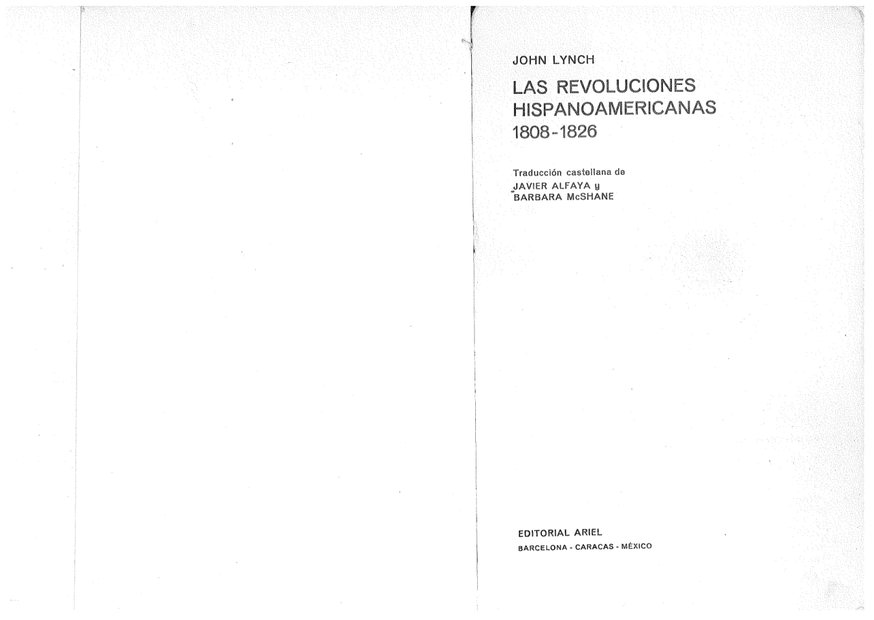 JOHN LYNCH
LAS REVOLUCIONES
HISPANOAMERICANAS
1808-1826
Traducción castellana de
JAVIER ALFAYA y
BARBARA McSHANE
EDITORIAL ARIEL
BARCELONA - CARACAS - MÉXICO